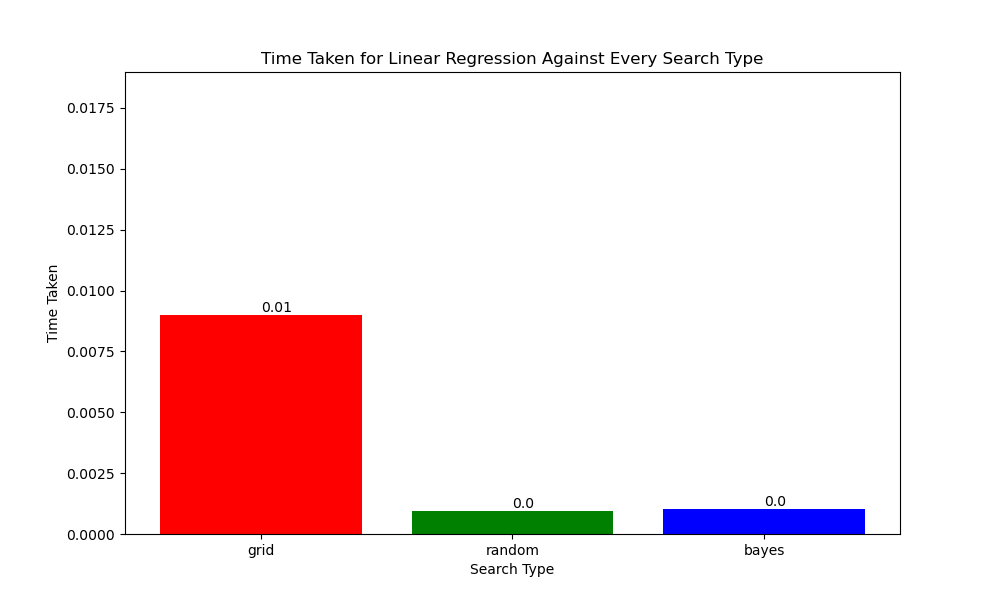 Time Taken for Linear Regression Against Every Search Type
0.0175
0.0150
0.0125
0.0100
0.0075
0.0050
0.0025
0.0000
Time Taken
0.01
0.0
0.0
grid
random
bayes
Search Type